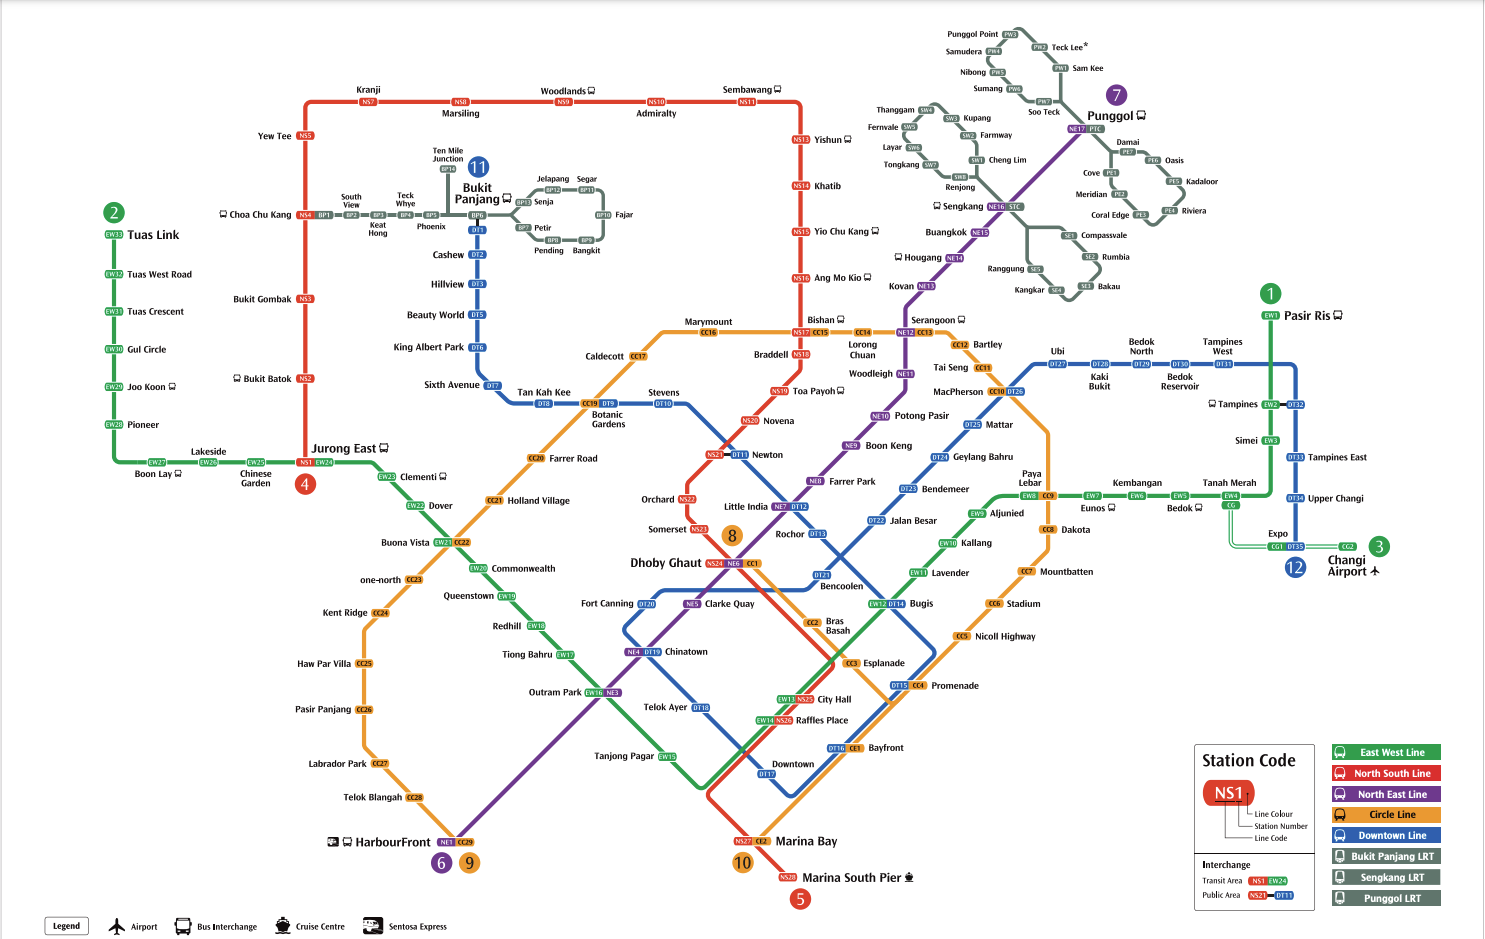 Punggol Point
PW3
PW2
Teck Lee*
Samudera
PW4
PW1
Sam Kee
Nibong
PW5
Sumang
PW6
PW7
Soo Teck
7
Punggol
NE17
PTC
Kranji
NS7
NS8
Marsiling
Woodlands
NS9
NS10
Admiralty
Sembawang
NS11
Yew Tee
NS5
NS13
Yishun
NS14
Khatib
NS15
Yio Chu Kang
NS16
Ang Mo Kio
Thanggam
SW4
SW3
Kupang
Fernvale
SW5
SW2
Farmway
Layar
SW6
SW1
Cheng Lim
Tongkang
SW7
SW8
Renjong
Damai
PE7
PE6
Oasis
Cove
PE1
PE5
Kadaloor
Meridian
PE2
PE4
Riviera
Coral Edge
PE3
Ten Mile
Junction
BP14
11
Bukit
Panjang
Choa Chu Kang
NS4
BP1
South
View
BP2
BP3
Keat
Hong
Teck
Whye
BP4
BP5
Phoenix
BP6
DT1
Jelapang
BP12
Segar
BP11
BP13
Senja
BP10
Fajar
BP7
Petir
BP8
Pending
BP9
Bangkit
Sengkang
NE16
STC
Buangkok
NE15
Hougang
NE14
Kovan
NE13
SE1
Compassvale
SE2
Rumbia
Ranggung
SE5
SE3
Bakau
Kangkar
SE4
2
EW33
Tuas Link
EW32
Tuas West Road
EW31
Tuas Crescent
EW30
Gul Circle
EW29
Joo Koon
EW28
Pioneer
EW27
Boon Lay
Lakeside
EW26
EW25
Chinese
Garden
Bukit Gombak
NS3
Bukit Batok
NS2
Jurong East
NS1
EW24
4
Cashew
DT2
Hillview
DT3
Beauty World
DT5
King Albert Park
DT6
Sixth Avenue
DT7
Tan Kah Kee
DT8
CC19
DT9
Botanic
Gardens
Stevens
DT10
Marymount
CC16
Caldecott
CC17
Bishan
NS17
CC15
CC14
Lorong
Chuan
Serangoon
NE12
CC13
CC12
Bartley
Tai Seng
CC11
MacPherson
CC10
DT26
Braddell
NS18
NS19
Toa Payoh
NS20
Novena
NS21
DT11
Newton
Woodleigh
NE11
NE10
Potong Pasir
NE9
Boon Keng
NE8
Farrer Park
Little India
NE7
DT12
Ubi
DT27
DT28
Kaki
Bukit
Bedok
North
DT29
DT30
Bedok
Reservoir
Tampines
West
DT31
1
EW1
Pasir Ris
Tampines
EW2
DT32
Simei
EW3
DT33
Tampines East
DT34
Upper Changi
DT25
Mattar
DT24
Geylang Bahru
DT23
Bendemeer
DT22
Jalan Besar
Paya
Lebar
EW8
CC9
EW7
Eunos
Kembangan
EW6
EW5
Bedok
Tanah Merah
EW4
CG
Expo
CG1
DT35
CG2
12
3
Changi
Airport
EW23
Clementi
EW22
Dover
Buona Vista
EW21
CC22
CC20
Farrer Road
CC21
Holland Village
EW20
Commonwealth
Queenstown
EW19
Redhill
EW18
Tiong Bahru
EW17
Outram Park
EW16
NE3
Tanjong Pagar
EW15
one-north
CC23
Kent Ridge
CC24
Haw Par Villa
CC25
Pasir Panjang
CC26
Labrador Park
CC27
Telok Blangah
CC28
HarbourFront
NE1
CC29
6
9
Orchard
NS22
Somerset
NS23
8
Dhoby Ghaut
NS24
NE6
CC1
Rochor
DT13
DT21
Bencoolen
Fort Canning
DT20
NE5
Clarke Quay
NE4
DT19
Chinatown
Telok Ayer
DT18
DT17
Downtown
CC2
Bras
Basah
CC3
Esplanade
EW13
NS25
City Hall
EW14
NS26
Raffles Place
EW9
Aljunied
EW10
Kallang
EW11
Lavender
EW12
DT14
Bugis
CC8
Dakota
CC7
Mountbatten
CC6
Stadium
CC5
Nicoll Highway
DT15
CC4
Promenade
DT16
CE1
Bayfront
NS27
CE2
Marina Bay
10
NS28
Marina South Pier
5
Station Code
NS1
Line Colour
Station Number
Line Code
Interchange
Transit Area
NS1
EW24
Public Area
NS21
DT11
East West Line
North South Line
North East Line
Circle Line
Downtown Line
Bukit Panjang LRT
Sengkang LRT
Punggol LRT
Legend
Airport
Bus Interchange
Cruise Centre
Sentosa Express